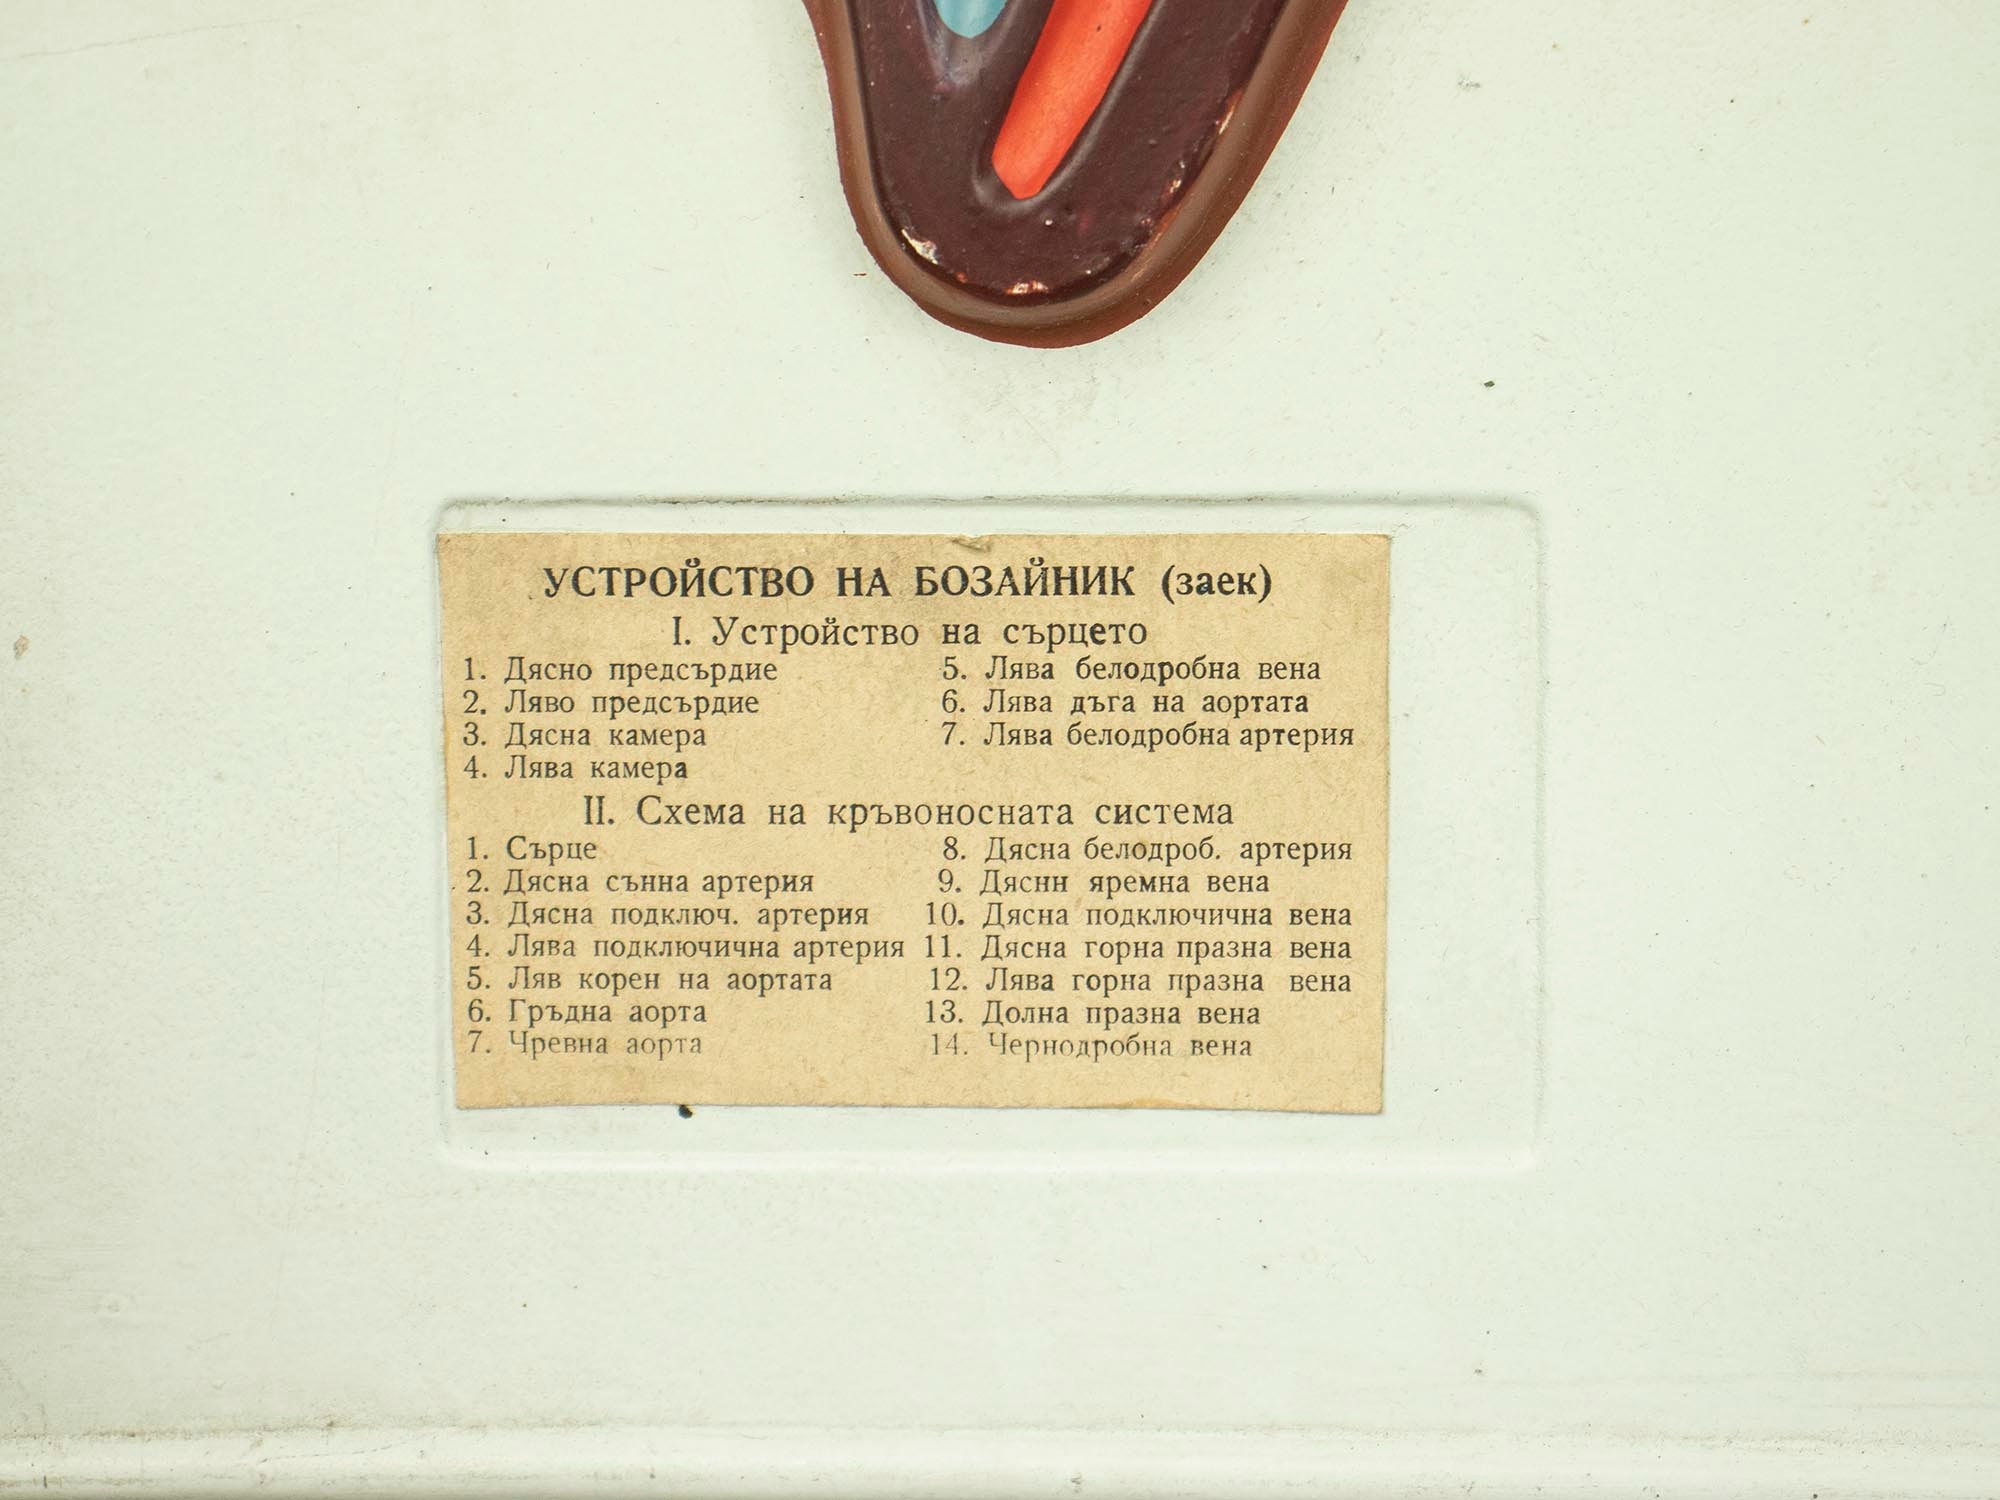 УСТРОЙСТВО НА БОЗАЙНИК (заек)
I. Устройство на сърцето
1. Дясно предсърдие
2. Ляво предсърдие
3. Дясна камера
4. Лява камера
5. Лява белодробна вена
6. Лява дъга на аортата
7. Лява белодробна артерия
II. Схема на кръвоносната система
1. Сърце
2. Дясна сънна артерия
3. Дясна подключ. артерия
4. Лява подключична артерия
5. Ляв корен на аортата
6. Гръдна аорта
7. Чревна аорта
8. Дясна белодроб. артерия
9. Дяснн яремна вена
10. Дясна подключична вена
11. Дясна горна празна вена
12. Лява горна празна вена
13. Долна празна вена
14. Чернодробна вена